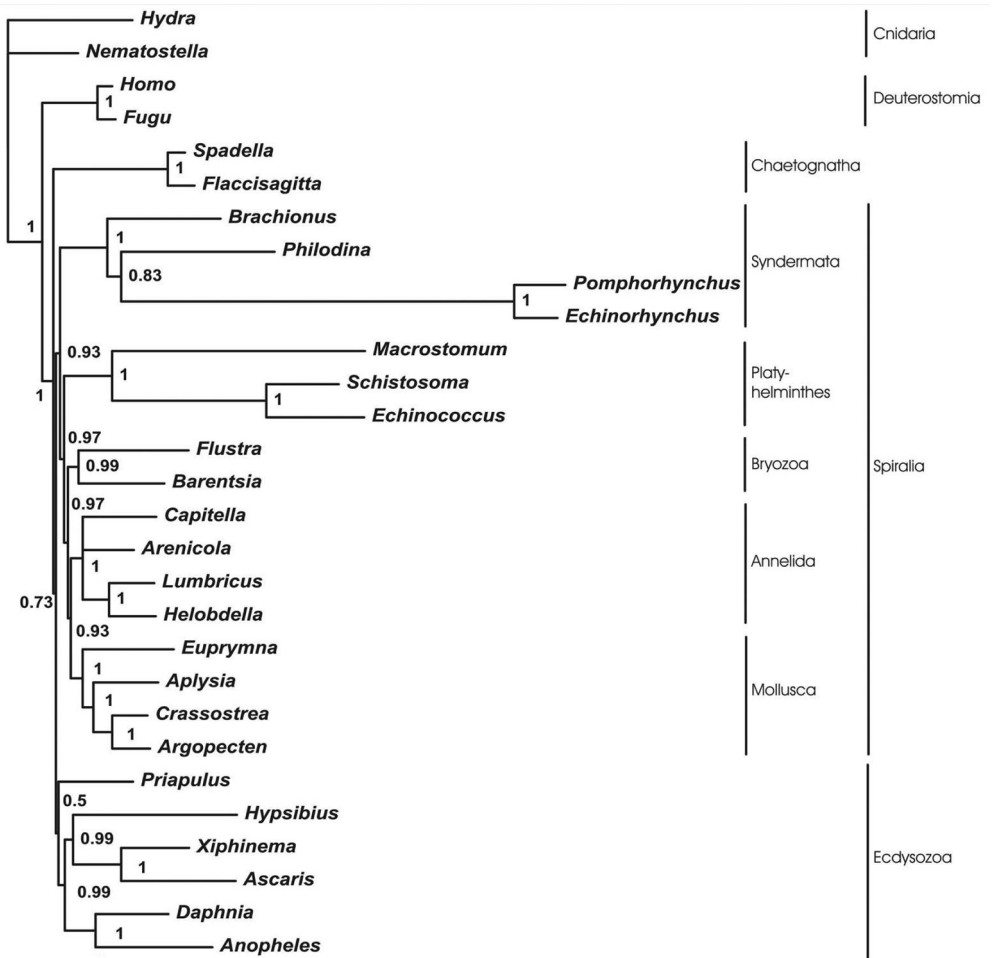 Hydra
Cnidaria
Nematostella
Homo
1
Deuterostomia
Fugu
Spadella
1
Chaetognatha
Flaccisagitta
Brachionus
1
1
Philodina
Syndermata
0.83
Pomphorhynchus
1
Echinorhynchus
0.93
Macrostomum
1
Platy-
helminthes
Schistosoma
1
1
Echinococcus
0.97
Flustra
0.99
Bryozoa
Spiralia
Barentsia
0.97
Capitella
Arenicola
1
Annelida
Lumbricus
1
0.73
Helobdella
0.93
Euprymna
1
Aplysia
1
Mollusca
Crassostrea
1
Argopecten
Priapulus
0.5
Hypsibius
0.99
Xiphinema
1
Ecdysozoa
Ascaris
0.99
Daphnia
1
Anopheles